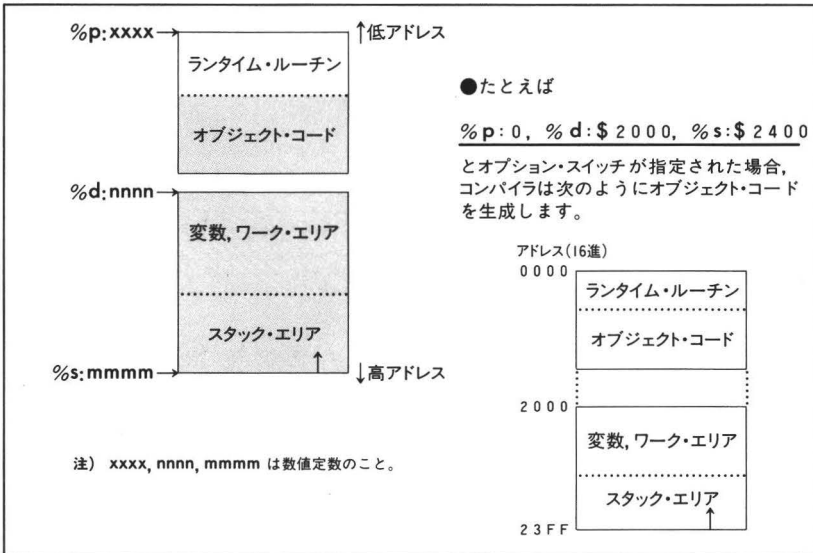 %p:xxxx→
↑低アドレス
ランタイム・ルーチン
オブジェクト・コード
%d:nnnn→
変数,ワーク・エリア
スタック・エリア
↑
%s:mmmm→
↓高アドレス
注) xxxx, nnnn, mmmm は数値定数のこと。
●たとえば
%p:0, %d:$2000, %s:$2400
とオプション・スイッチが指定された場合,
コンパイラは次のようにオブジェクト・コード
を生成します。
アドレス(16進)
0000
ランタイム・ルーチン
オブジェクト・コード
2000
変数,ワーク・エリア
スタック・エリア
↑
23FF